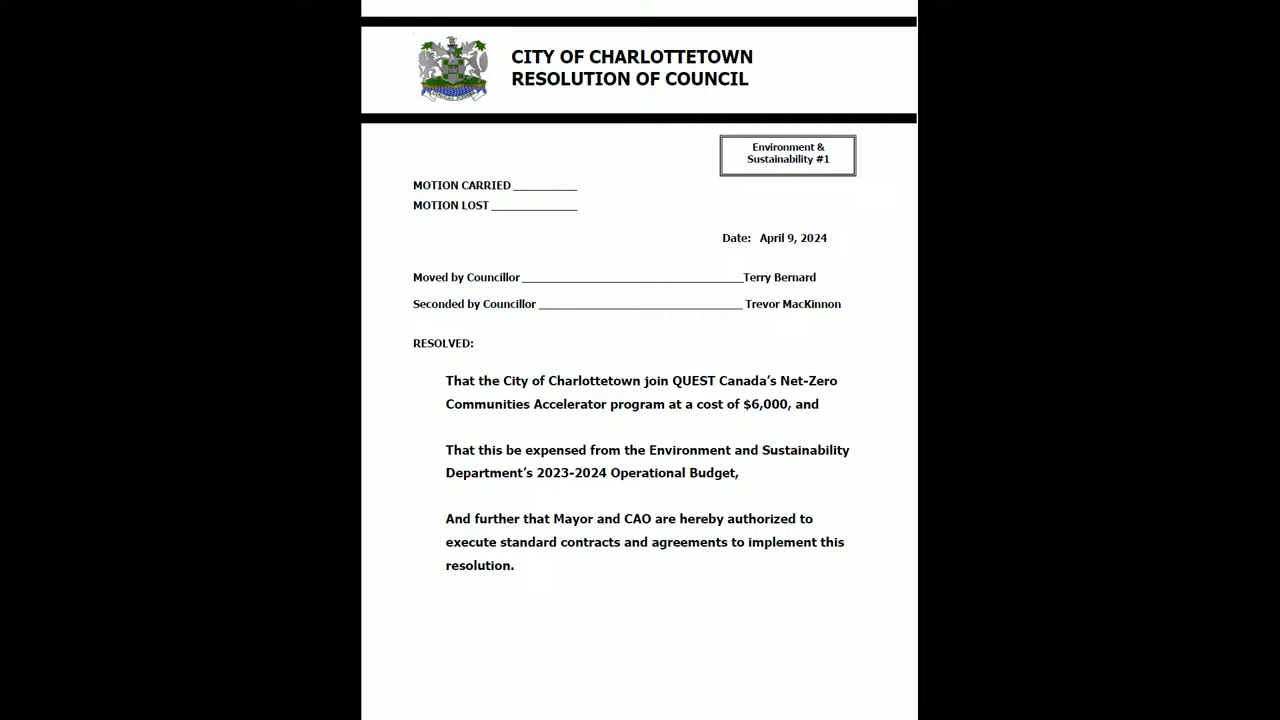 CITY OF CHARLOTTETOWN
RESOLUTION OF COUNCIL
Environment &
Sustainability #1
MOTION CARRIED ___________
MOTION LOST _______________
Date: April 9, 2024
Moved by Councillor ______________________________________Terry Bernard
Seconded by Councillor ___________________________________ Trevor MacKinnon
RESOLVED:
That the City of Charlottetown join QUEST Canada’s Net-Zero
Communities Accelerator program at a cost of $6,000, and
That this be expensed from the Environment and Sustainability
Department’s 2023-2024 Operational Budget,
And further that Mayor and CAO are hereby authorized to
execute standard contracts and agreements to implement this
resolution.